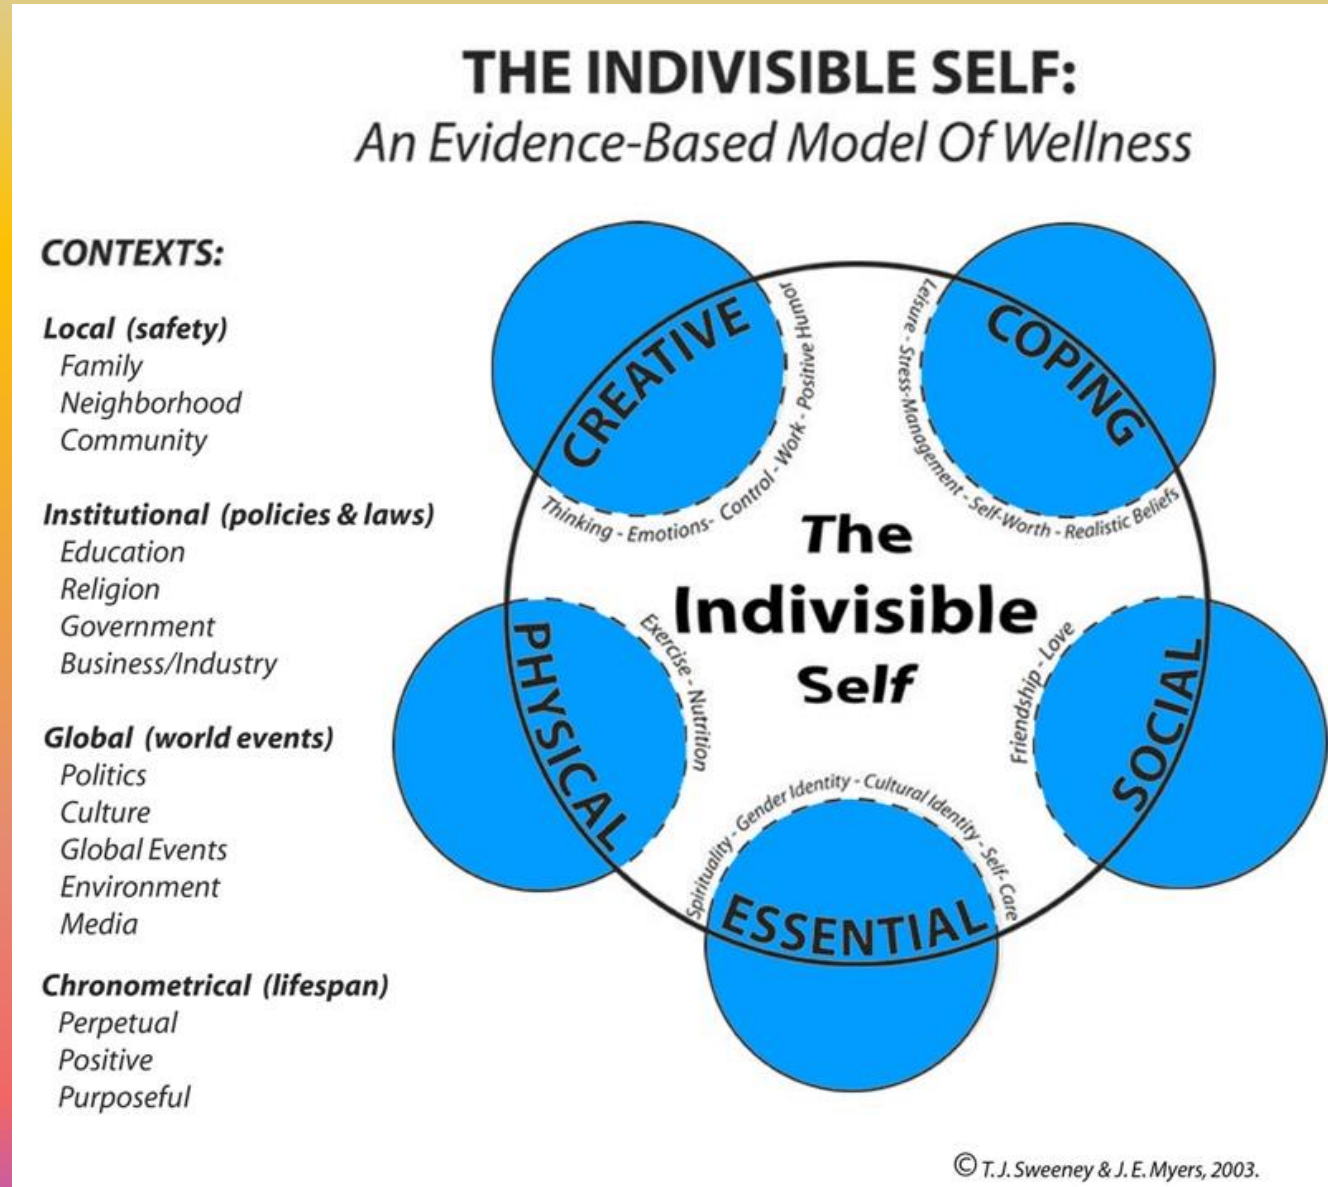 THE INDIVISIBLE SELF:
An Evidence-Based Model Of Wellness
CONTEXTS:
Local (safety)
Family
Neighborhood
Community
Institutional (policies & laws)
Education
Religion
Government
Business/Industry
Global (world events)
Politics
Culture
Global Events
Environment
Media
Chronometrical (lifespan)
Perpetual
Positive
Purposeful
CREATIVE
Thinking - Emotions- Control - Work - Positive Humor
COPING
Leisure - Stress-Management - Self-Worth - Realistic Beliefs
The
Indivisible
Self
PHYSICAL
Exercise - Nutrition
SOCIAL
Friendship - Love
ESSENTIAL
Spirituality - Gender Identity - Cultural Identity - Self- Care
© T. J. Sweeney & J. E. Myers, 2003.